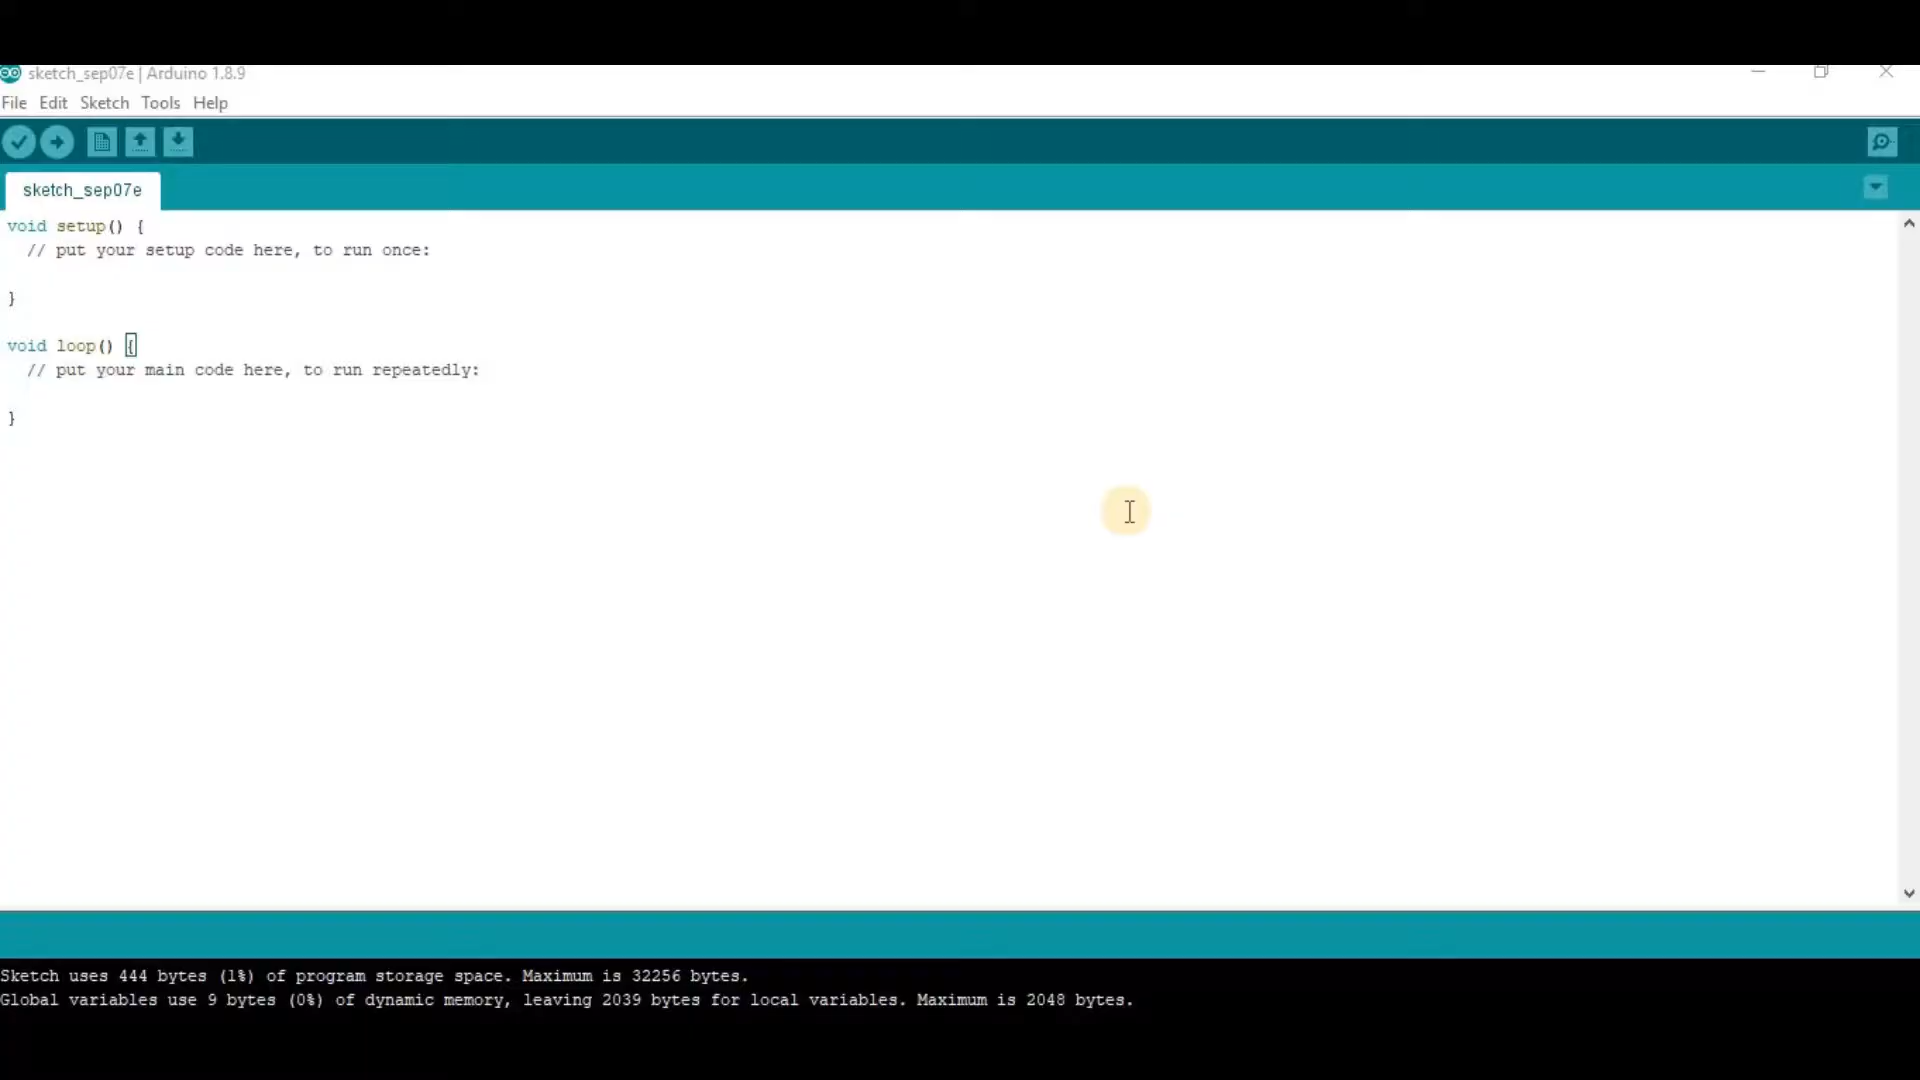 sketch_sep07e | Arduino 1.8.9
File Edit Sketch Tools Help
sketch_sep07e
void setup() {
  // put your setup code here, to run once:
}
void loop() {
  // put your main code here, to run repeatedly:
}
Sketch uses 444 bytes (1%) of program storage space. Maximum is 32256 bytes.
Global variables use 9 bytes (0%) of dynamic memory, leaving 2039 bytes for local variables. Maximum is 2048 bytes.